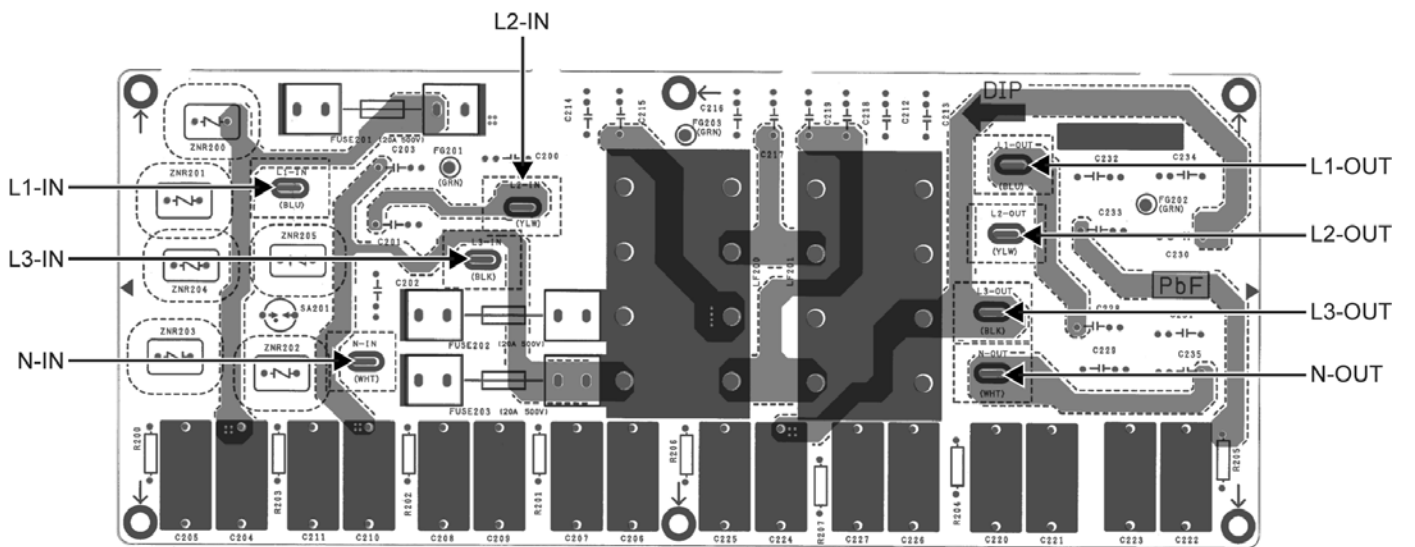 L2-IN
L1-IN
L3-IN
N-IN
L1-OUT
L2-OUT
L3-OUT
N-OUT
ZNR200
FUSE201 (20A 500V)
C203
FG201
(GRN)
C200
C214
C215
C216
FG203
(GRN)
C217
C219
C218
C212
C213
DIP
L1-OUT
(BLU)
C232
C234
ZNR201
L1-IN
(BLU)
L2-IN
(YLW)
L2-OUT
(YLW)
C233
FG202
(GRN)
C230
ZNR204
ZNR205
C201
L3-IN
(BLK)
C202
LF200
LF201
PbF
L3-OUT
(BLK)
SA201
FUSE202 (20A 500V)
C229
C235
ZNR203
ZNR202
N-IN
(WHT)
N-OUT
(WHT)
FUSE203 (20A 500V)
R200
R203
R202
R201
R206
R207
R204
R205
C205
C204
C211
C210
C208
C209
C207
C206
C225
C224
C227
C226
C220
C221
C223
C222